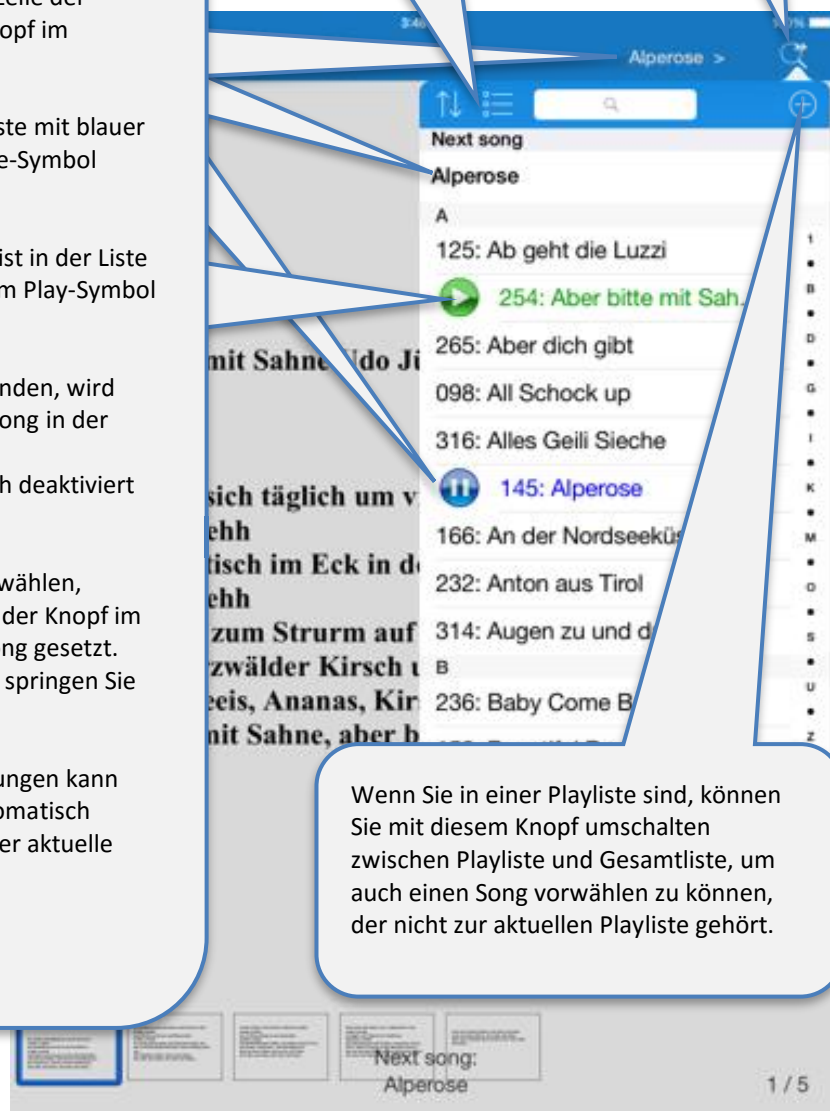 opf im
ste mit blauer
e-Symbol
ist in der Liste
m Play-Symbol
nden, wird
ong in der
h deaktiviert
wählen,
der Knopf im
ng gesetzt.
springen Sie
ungen kann
omatisch
er aktuelle
Alperose >
Next song
Alperose
A
125: Ab geht die Luzzi
254: Aber bitte mit Sah.
265: Aber dich gibt
098: All Schock up
316: Alles Geili Sieche
145: Alperose
166: An der Nordseeküs
232: Anton aus Tirol
314: Augen zu und d
B
236: Baby Come B
1
B
D
G
I
K
M
O
S
U
Z
mit Sahne Udo Jü
sich täglich um v
ehh
tisch im Eck in de
ehh
zum Strurm auf
zwälder Kirsch u
eeis, Ananas, Kir
mit Sahne, aber b
Wenn Sie in einer Playliste sind, können
Sie mit diesem Knopf umschalten
zwischen Playliste und Gesamtliste, um
auch einen Song vorwählen zu können,
der nicht zur aktuellen Playliste gehört.
Next song:
Alperose
1 / 5